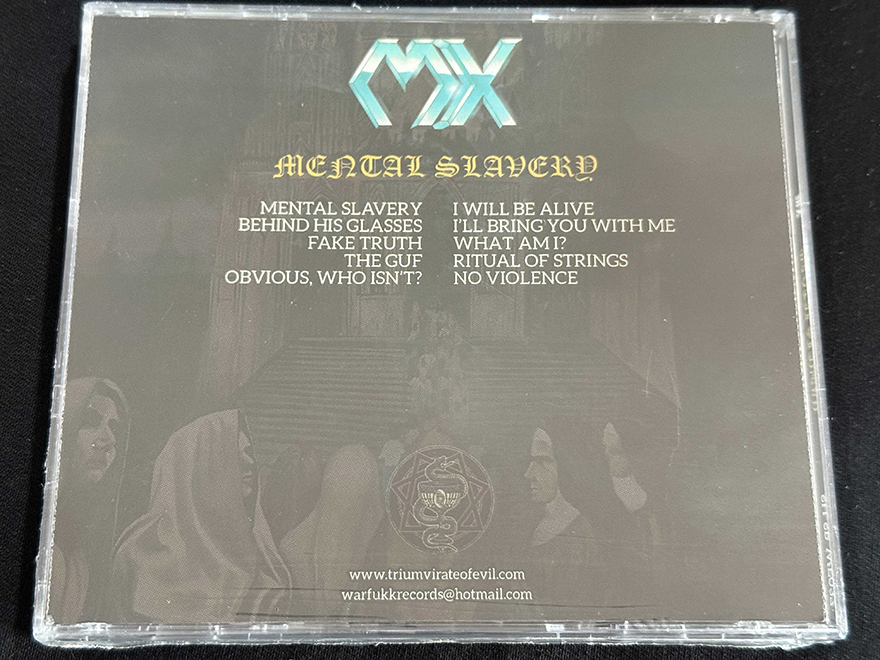 MX
MENTAL SLAVERY
MENTAL SLAVERY
BEHIND HIS GLASSES
FAKE TRUTH
THE GUF
OBVIOUS, WHO ISN'T?
I WILL BE ALIVE
I'LL BRING YOU WITH ME
WHAT AM I?
RITUAL OF STRINGS
NO VIOLENCE
www.triumvirateofevil.com
warfukkrecords@hotmail.com